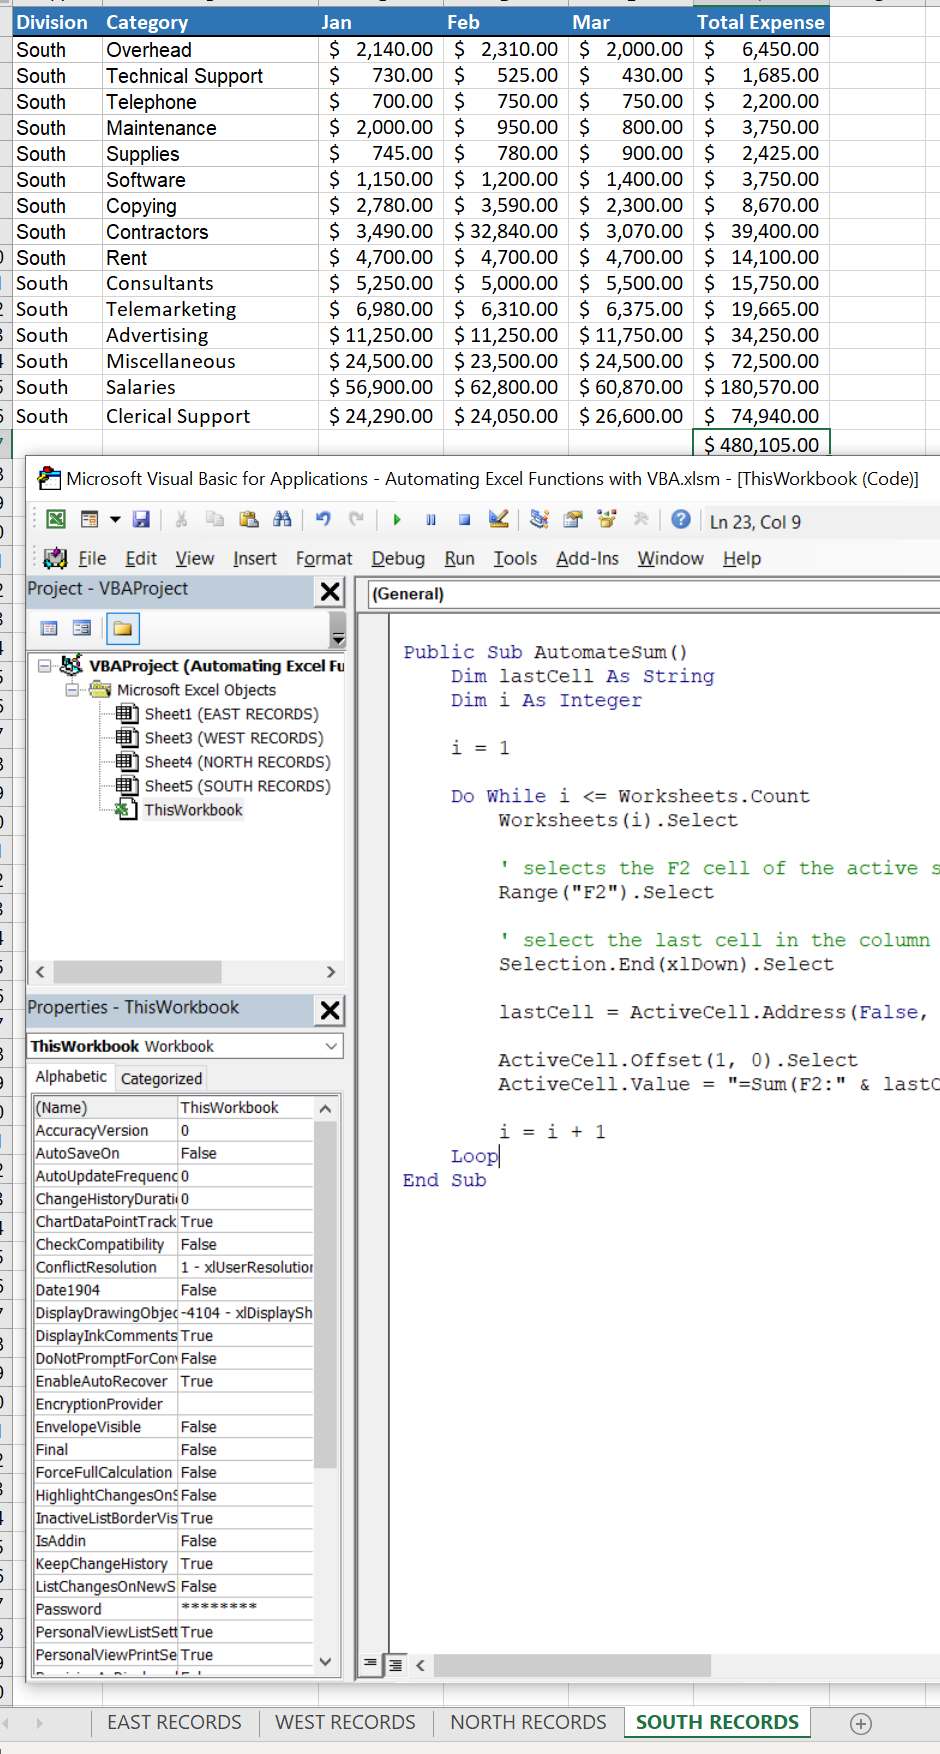 Division Category Jan Feb Mar Total Expense
South Overhead $ 2,140.00 $ 2,310.00 $ 2,000.00 $ 6,450.00
South Technical Support $ 730.00 $ 525.00 $ 430.00 $ 1,685.00
South Telephone $ 700.00 $ 750.00 $ 750.00 $ 2,200.00
South Maintenance $ 2,000.00 $ 950.00 $ 800.00 $ 3,750.00
South Supplies $ 745.00 $ 780.00 $ 900.00 $ 2,425.00
South Software $ 1,150.00 $ 1,200.00 $ 1,400.00 $ 3,750.00
South Copying $ 2,780.00 $ 3,590.00 $ 2,300.00 $ 8,670.00
South Contractors $ 3,490.00 $ 32,840.00 $ 3,070.00 $ 39,400.00
South Rent $ 4,700.00 $ 4,700.00 $ 4,700.00 $ 14,100.00
South Consultants $ 5,250.00 $ 5,000.00 $ 5,500.00 $ 15,750.00
South Telemarketing $ 6,980.00 $ 6,310.00 $ 6,375.00 $ 19,665.00
South Advertising $ 11,250.00 $ 11,250.00 $ 11,750.00 $ 34,250.00
South Miscellaneous $ 24,500.00 $ 23,500.00 $ 24,500.00 $ 72,500.00
South Salaries $ 56,900.00 $ 62,800.00 $ 60,870.00 $ 180,570.00
South Clerical Support $ 24,290.00 $ 24,050.00 $ 26,600.00 $ 74,940.00
$ 480,105.00
Microsoft Visual Basic for Applications - Automating Excel Functions with VBA.xlsm - [ThisWorkbook (Code)]
Ln 23, Col 9
File Edit View Insert Format Debug Run Tools Add-Ins Window Help
Project - VBAProject
VBAProject (Automating Excel Fu
Microsoft Excel Objects
Sheet1 (EAST RECORDS)
Sheet3 (WEST RECORDS)
Sheet4 (NORTH RECORDS)
Sheet5 (SOUTH RECORDS)
ThisWorkbook
Properties - ThisWorkbook
ThisWorkbook Workbook
Alphabetic Categorized
(Name) ThisWorkbook
AccuracyVersion 0
AutoSaveOn False
AutoUpdateFrequenc 0
ChangeHistoryDurati 0
ChartDataPointTrack True
CheckCompatibility False
ConflictResolution 1 - xlUserResolution
Date1904 False
DisplayDrawingObjec -4104 - xlDisplaySh
DisplayInkComments True
DoNotPromptForCon False
EnableAutoRecover True
EncryptionProvider
EnvelopeVisible False
Final False
ForceFullCalculation False
HighlightChangesOnS False
InactiveListBorderVis True
IsAddin False
KeepChangeHistory True
ListChangesOnNewS False
Password ********
PersonalViewListSett True
PersonalViewPrintSe True
(General)
Public Sub AutomateSum()
Dim lastCell As String
Dim i As Integer
i = 1
Do While i <= Worksheets.Count
Worksheets(i).Select
' selects the F2 cell of the active s
Range("F2").Select
' select the last cell in the column
Selection.End(xlDown).Select
lastCell = ActiveCell.Address(False,
ActiveCell.Offset(1, 0).Select
ActiveCell.Value = "=Sum(F2:" & lastC
i = i + 1
Loop
End Sub
EAST RECORDS WEST RECORDS NORTH RECORDS SOUTH RECORDS